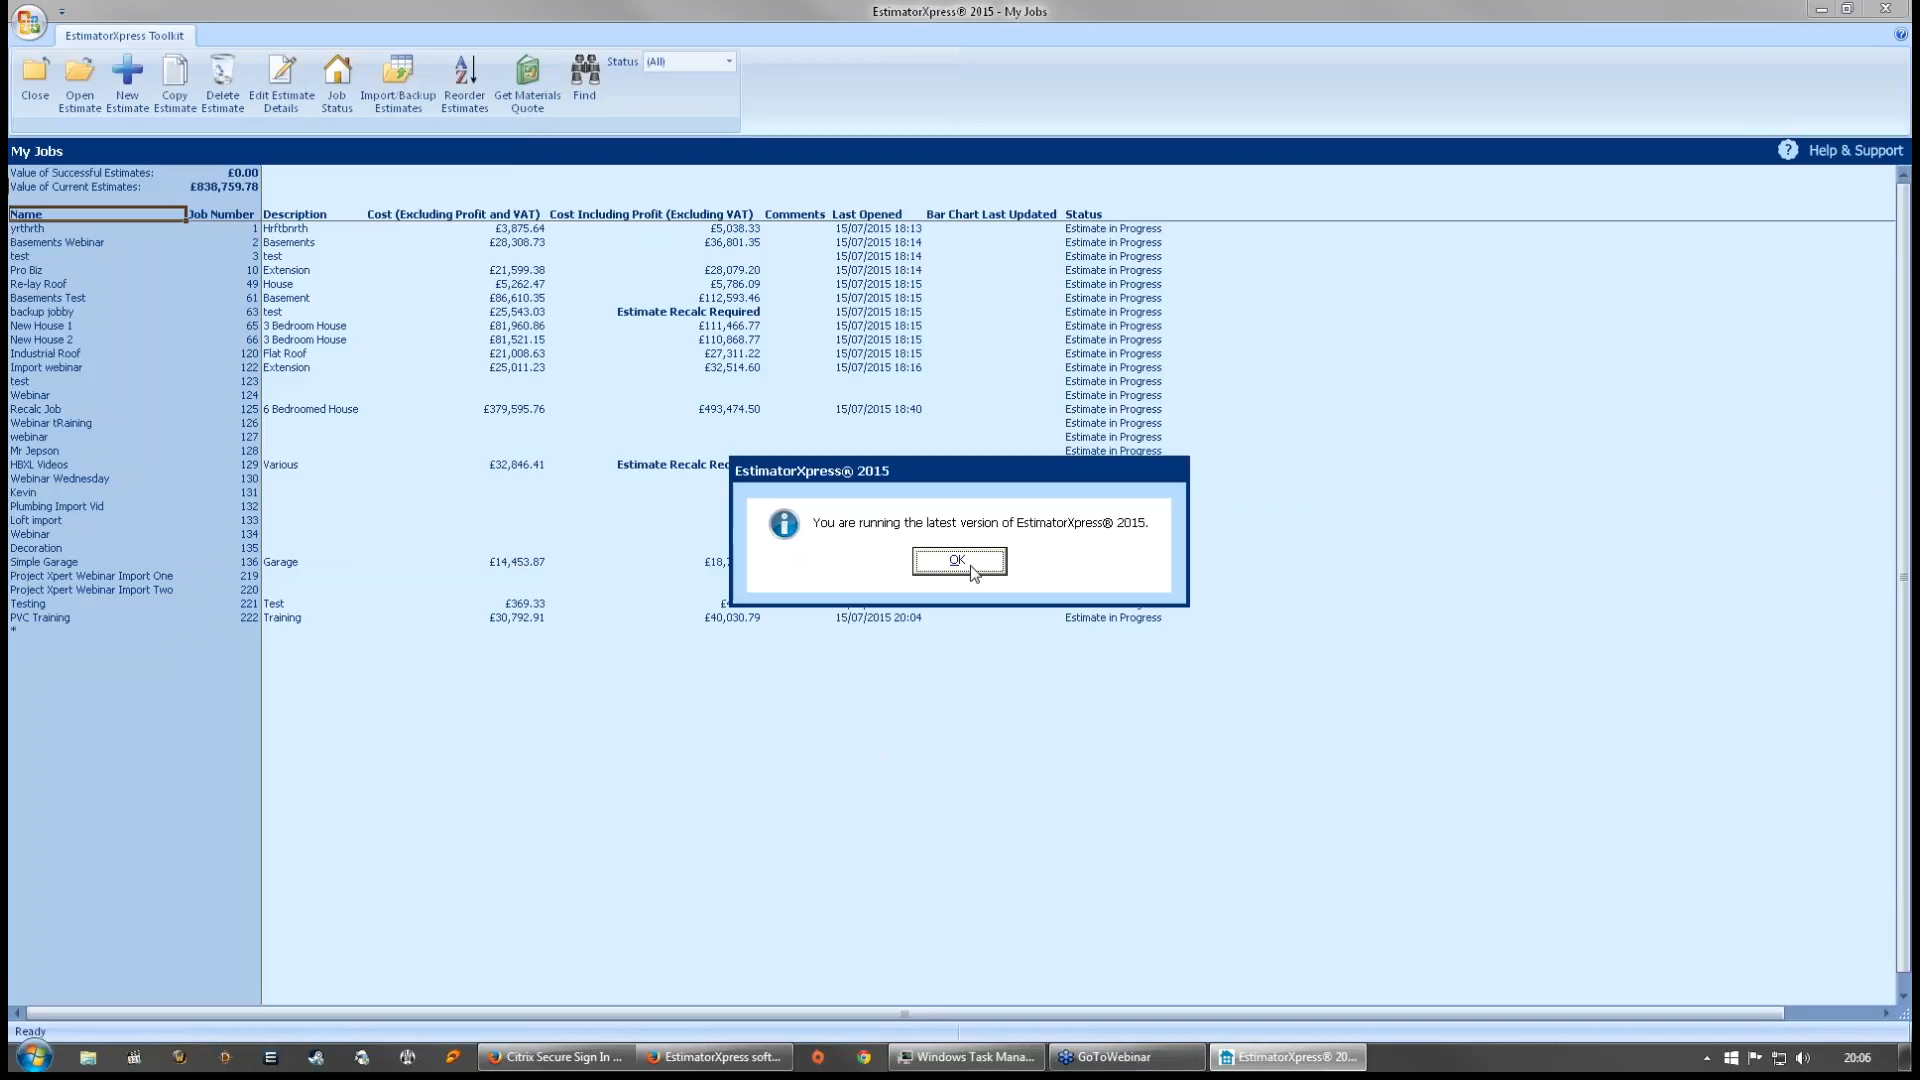 EstimatorXpress® 2015 - My Jobs
EstimatorXpress Toolkit
Close Open Estimate New Estimate Copy Estimate Delete Estimate Edit Estimate Details Job Status Import/Backup Estimates Reorder Estimates Get Materials Quote Find Status (All)
My Jobs Help & Support
Value of Successful Estimates: £0.00
Value of Current Estimates: £838,759.78
Name Job Number Description Cost (Excluding Profit and VAT) Cost Including Profit (Excluding VAT) Comments Last Opened Bar Chart Last Updated Status
yrthrth 1 Hrftbnrth £3,875.64 £5,038.33 15/07/2015 18:13 Estimate in Progress
Basements Webinar 2 Basements £28,308.73 £36,801.35 15/07/2015 18:14 Estimate in Progress
test 3 test 15/07/2015 18:14 Estimate in Progress
Pro Biz 10 Extension £21,599.38 £28,079.20 15/07/2015 18:14 Estimate in Progress
Re-lay Roof 49 House £5,262.47 £5,786.09 15/07/2015 18:15 Estimate in Progress
Basements Test 61 Basement £86,610.35 £112,593.46 15/07/2015 18:15 Estimate in Progress
backup jobby 63 test £25,543.03 Estimate Recalc Required 15/07/2015 18:15 Estimate in Progress
New House 1 65 3 Bedroom House £81,960.86 £111,466.77 15/07/2015 18:15 Estimate in Progress
New House 2 66 3 Bedroom House £81,521.15 £110,868.77 15/07/2015 18:15 Estimate in Progress
Industrial Roof 120 Flat Roof £21,008.63 £27,311.22 15/07/2015 18:15 Estimate in Progress
Import webinar 122 Extension £25,011.23 £32,514.60 15/07/2015 18:16 Estimate in Progress
test 123 Estimate in Progress
Webinar 124 Estimate in Progress
Recalc Job 125 6 Bedroomed House £379,595.76 £493,474.50 15/07/2015 18:40 Estimate in Progress
Webinar tRaining 126 Estimate in Progress
webinar 127 Estimate in Progress
Mr Jepson 128 Estimate in Progress
HBXL Videos 129 Various £32,846.41 Estimate Recalc Rec
Webinar Wednesday 130
Kevin 131
Plumbing Import Vid 132
Loft import 133
Webinar 134
Decoration 135
Simple Garage 136 Garage £14,453.87 £18,7
Project Xpert Webinar Import One 219
Project Xpert Webinar Import Two 220
Testing 221 Test £369.33 £
PVC Training 222 Training £30,792.91 £40,030.79 15/07/2015 20:04 Estimate in Progress
*
EstimatorXpress® 2015
You are running the latest version of EstimatorXpress® 2015.
OK
Ready
Citrix Secure Sign In ... EstimatorXpress soft... Windows Task Mana... GoToWebinar EstimatorXpress® 20... 20:06